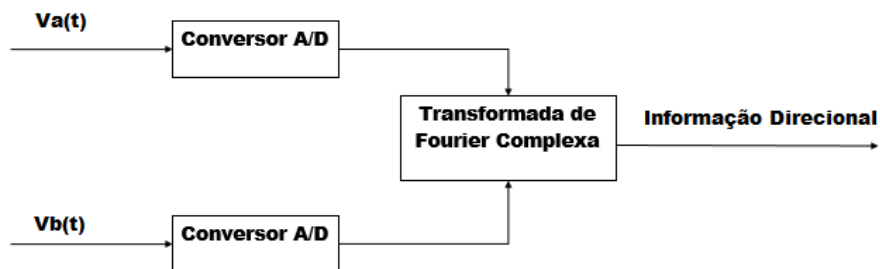 Va(t)
Conversor A/D
Transformada de
Fourier Complexa
Informação Direcional
Vb(t)
Conversor A/D